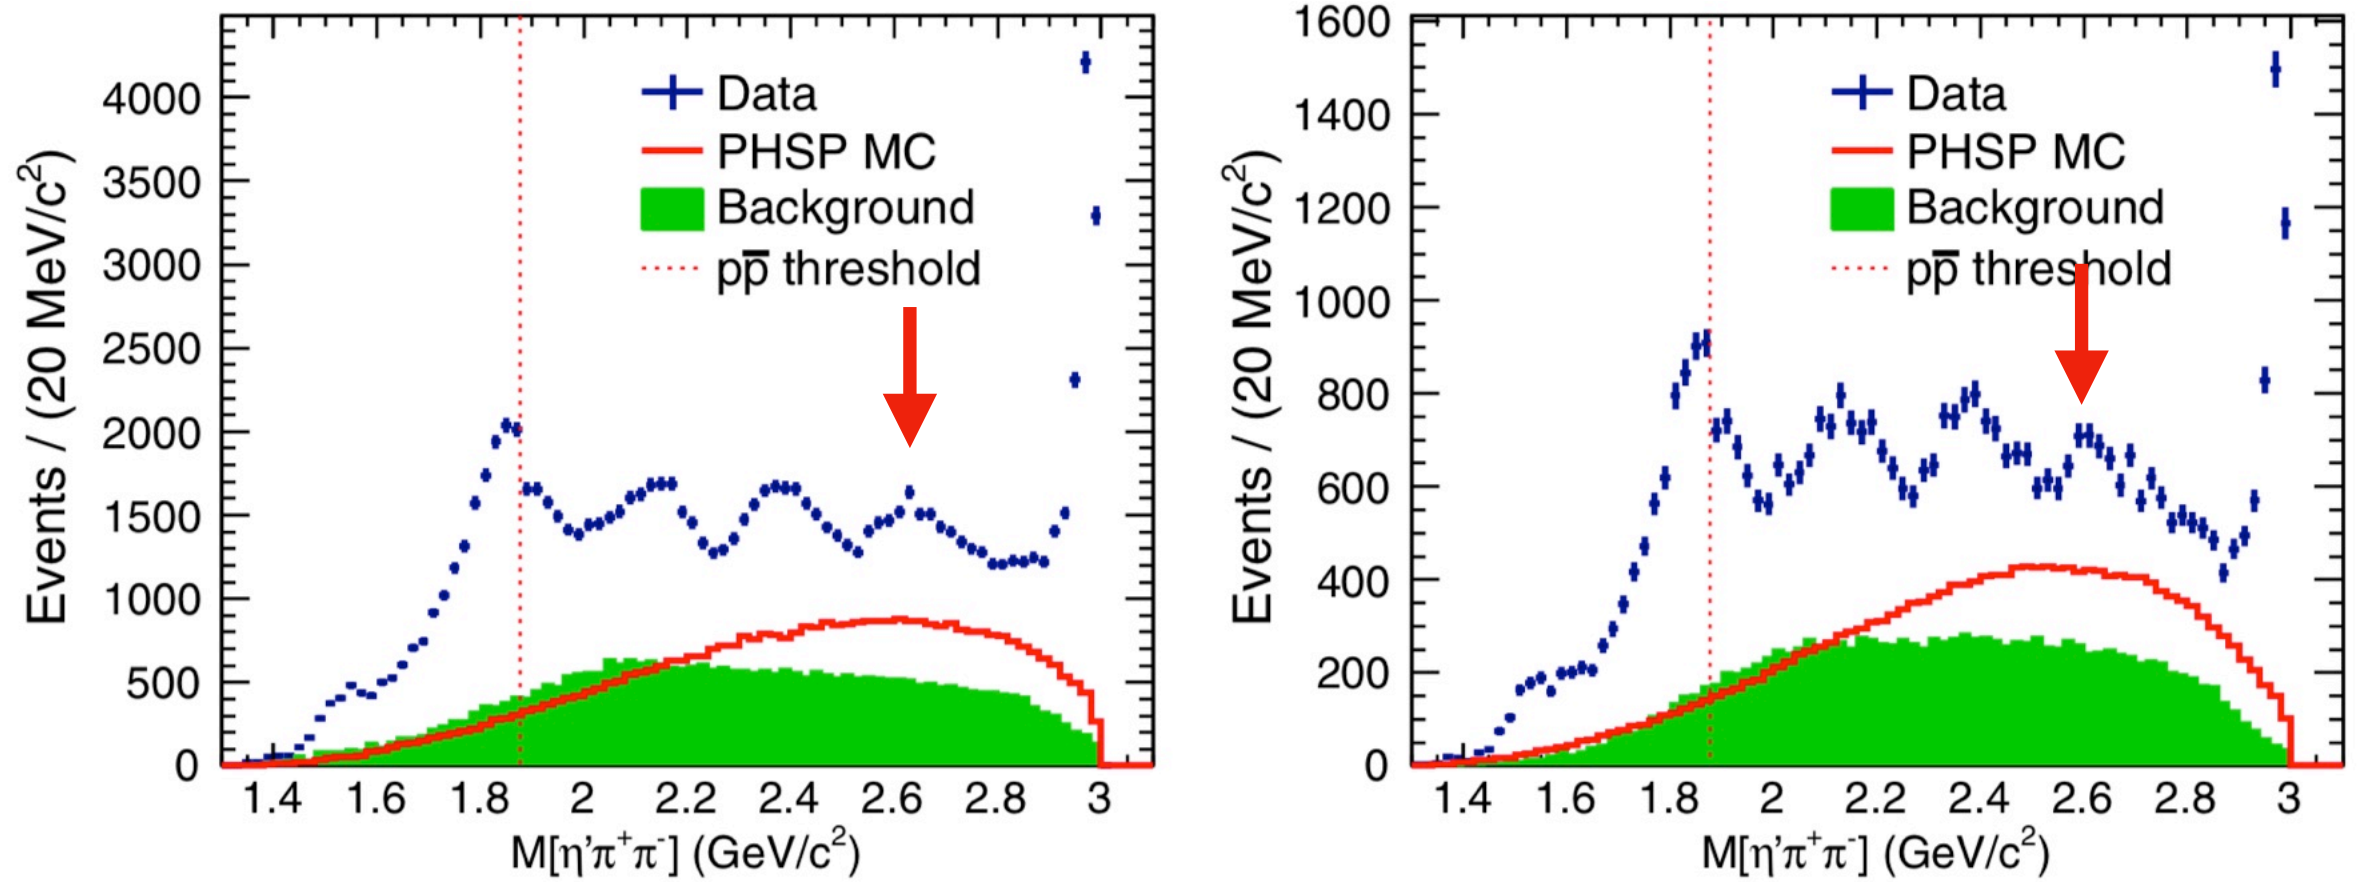 Events / (20 MeV/c²)
4000
3500
3000
2500
2000
1500
1000
500
0
Data
PHSP MC
Background
pp̅ threshold
1.4 1.6 1.8 2 2.2 2.4 2.6 2.8 3
M[η’π⁺π⁻] (GeV/c²)
Events / (20 MeV/c²)
1600
1400
1200
1000
800
600
400
200
0
Data
PHSP MC
Background
pp̅ threshold
1.4 1.6 1.8 2 2.2 2.4 2.6 2.8 3
M[η’π⁺π⁻] (GeV/c²)